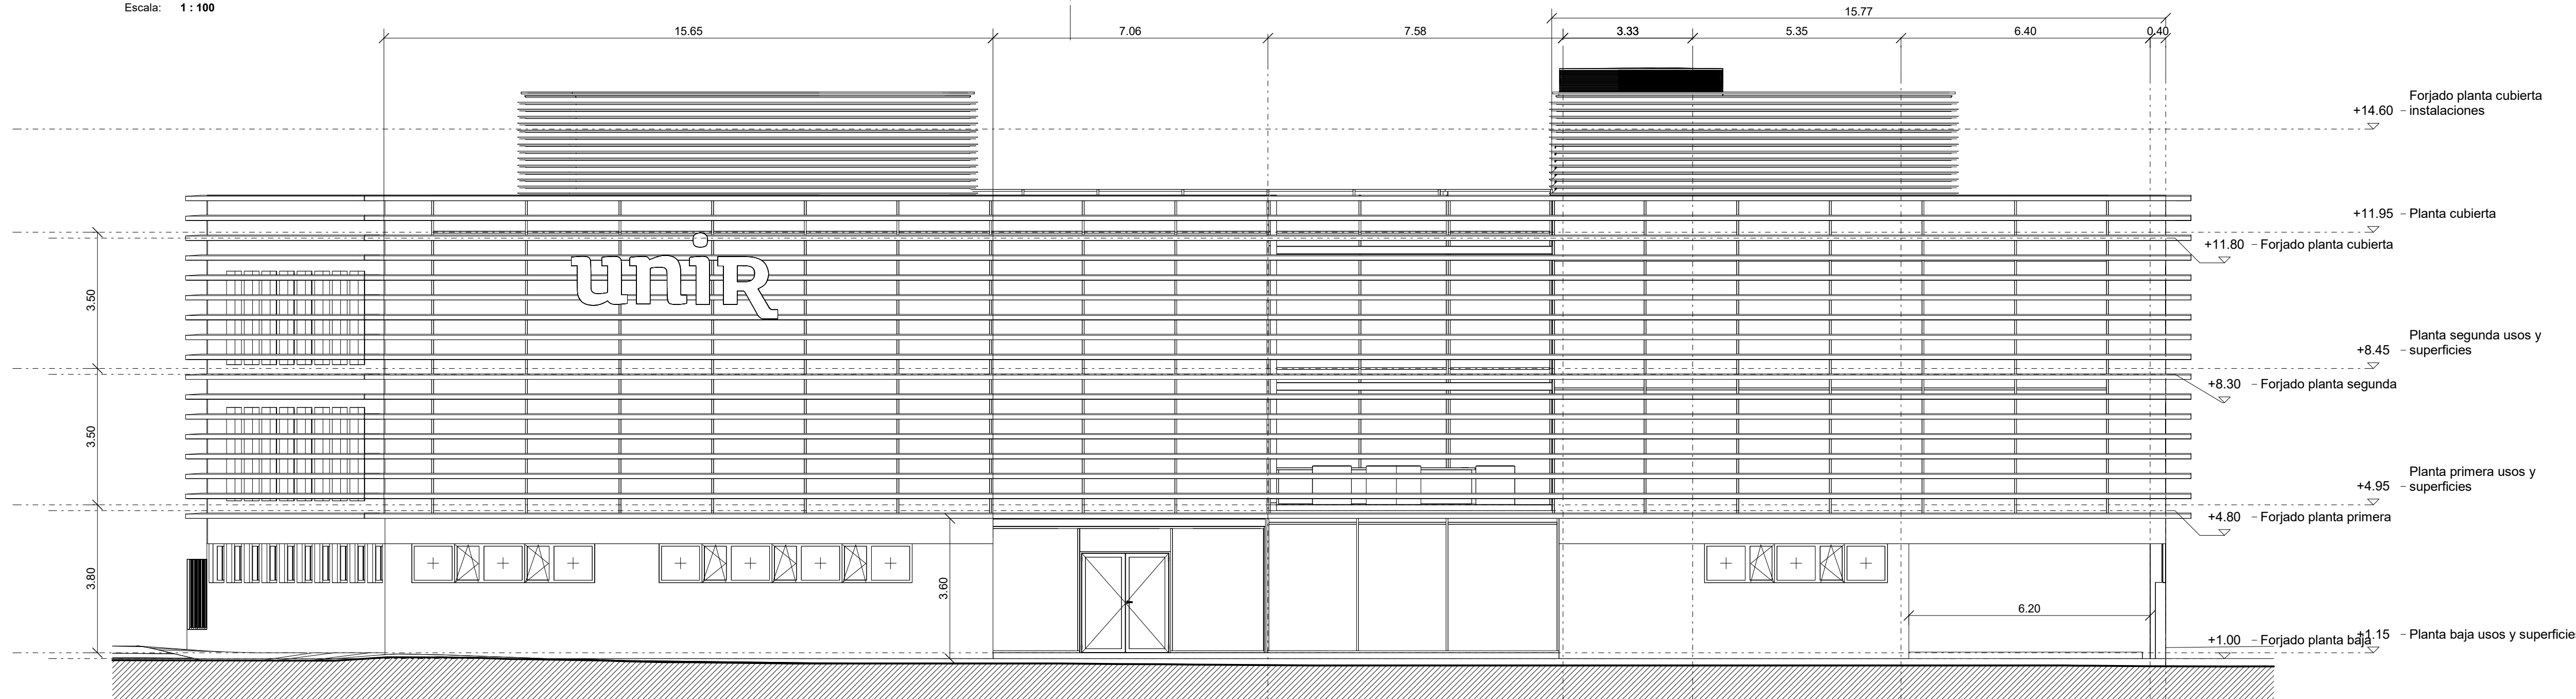 Escala: 1 : 100
15.77
15.65
7.06
7.58
3.33
5.35
6.40
0.40
Forjado planta cubierta
+14.60 instalaciones
+11.95 Planta cubierta
+11.80 Forjado planta cubierta
unir
3.50
Planta segunda usos y
+8.45 superficies
+8.30 Forjado planta segunda
3.50
Planta primera usos y
+4.95 superficies
+4.80 Forjado planta primera
3.80
3.60
6.20
+1.00 Forjado planta baja
+1.15 Planta baja usos y superficie